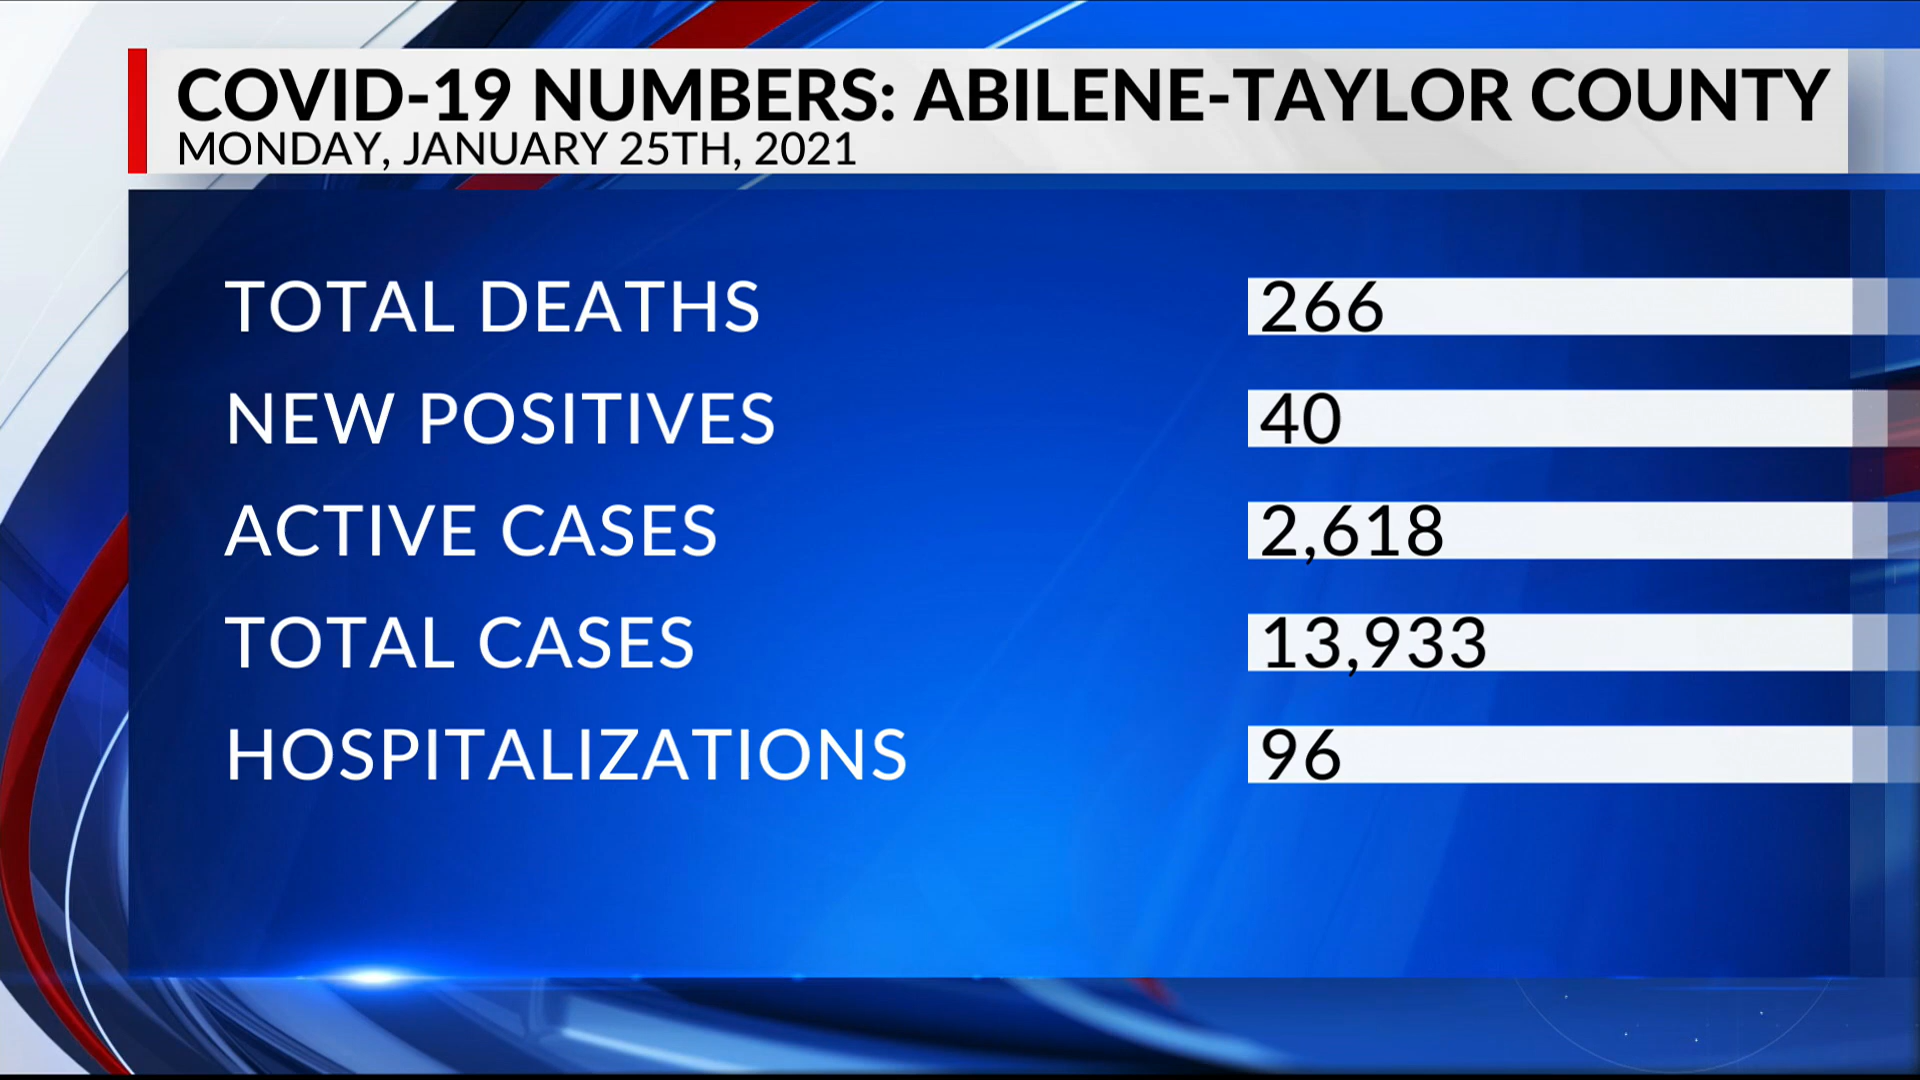 COVID-19 NUMBERS: ABILENE-TAYLOR COUNTY
MONDAY, JANUARY 25TH, 2021
TOTAL DEATHS 266
NEW POSITIVES 40
ACTIVE CASES 2,618
TOTAL CASES 13,933
HOSPITALIZATIONS 96